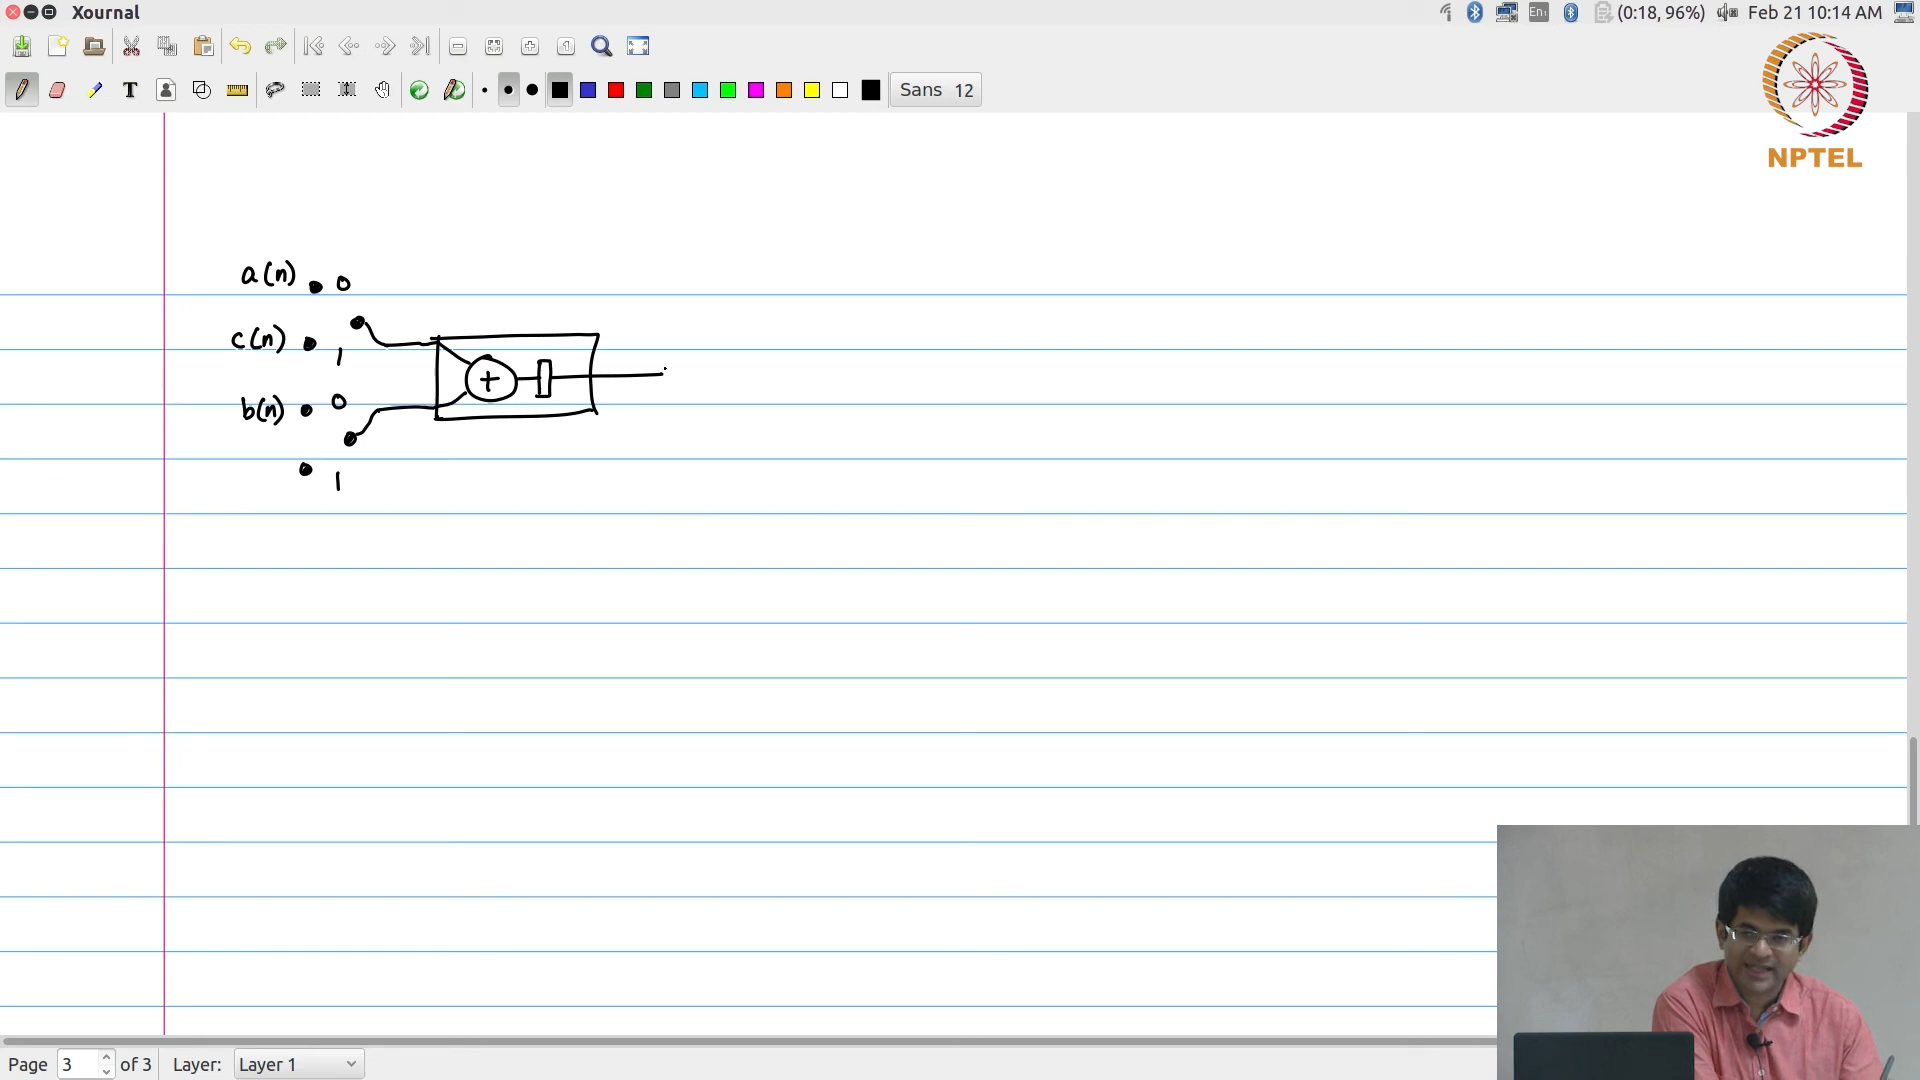 Xournal
(0:18, 96%) Feb 21 10:14 AM
En1
T
Sans 12
NPTEL
a(n) 0
c(n) 1
+
b(n) 0
1
Page 3 of 3 Layer: Layer 1